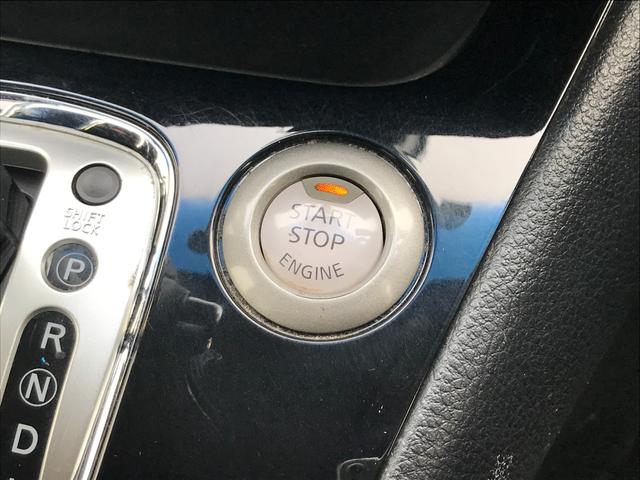 SHIFT
LOCK
P
R
N
D
START
STOP
ENGINE